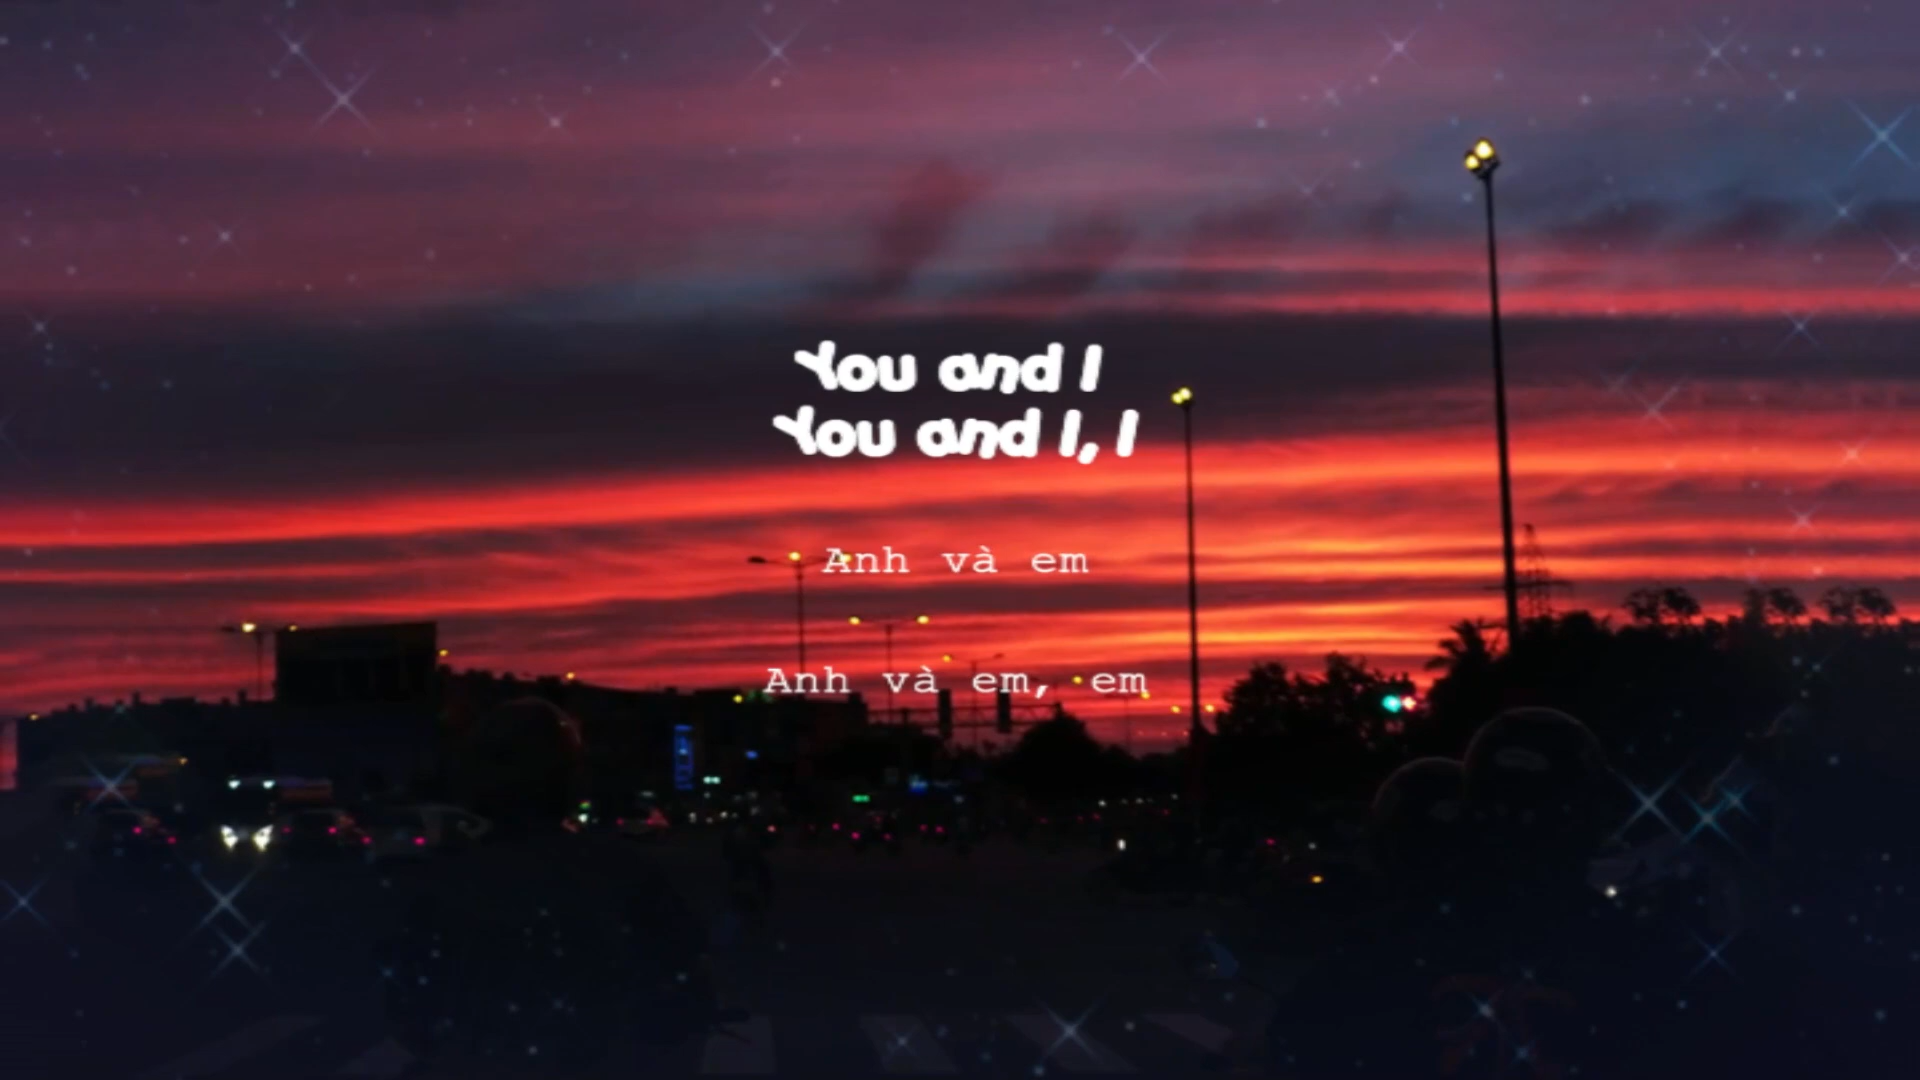 You and I
You and I, I
Anh và em
Anh và em, em